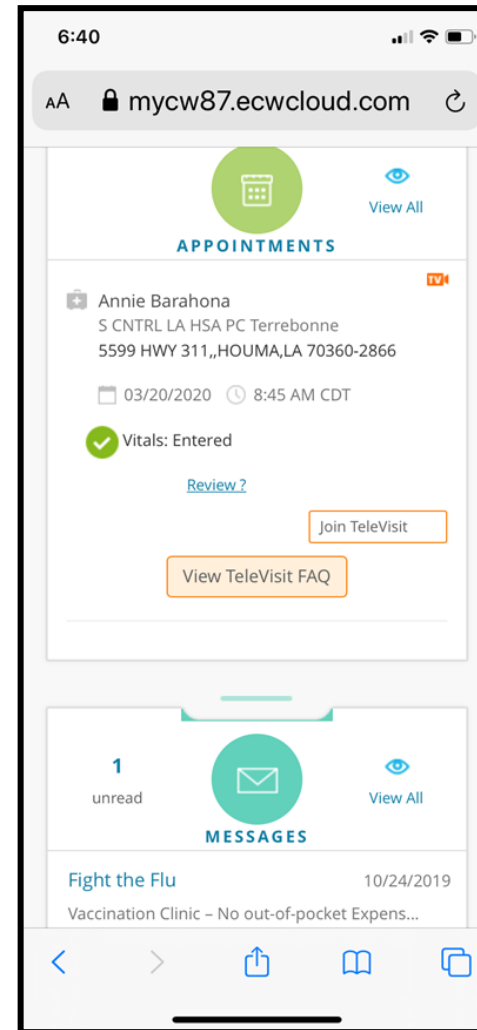 6:40
AA mycw87.ecwcloud.com
View All
APPOINTMENTS
TV
Annie Barahona
S CNTRL LA HSA PC Terrebonne
5599 HWY 311,,HOUMA,LA 70360-2866
03/20/2020 8:45 AM CDT
Vitals: Entered
Review ?
Join TeleVisit
View TeleVisit FAQ
1
unread
View All
MESSAGES
Fight the Flu 10/24/2019
Vaccination Clinic – No out-of-pocket Expens...